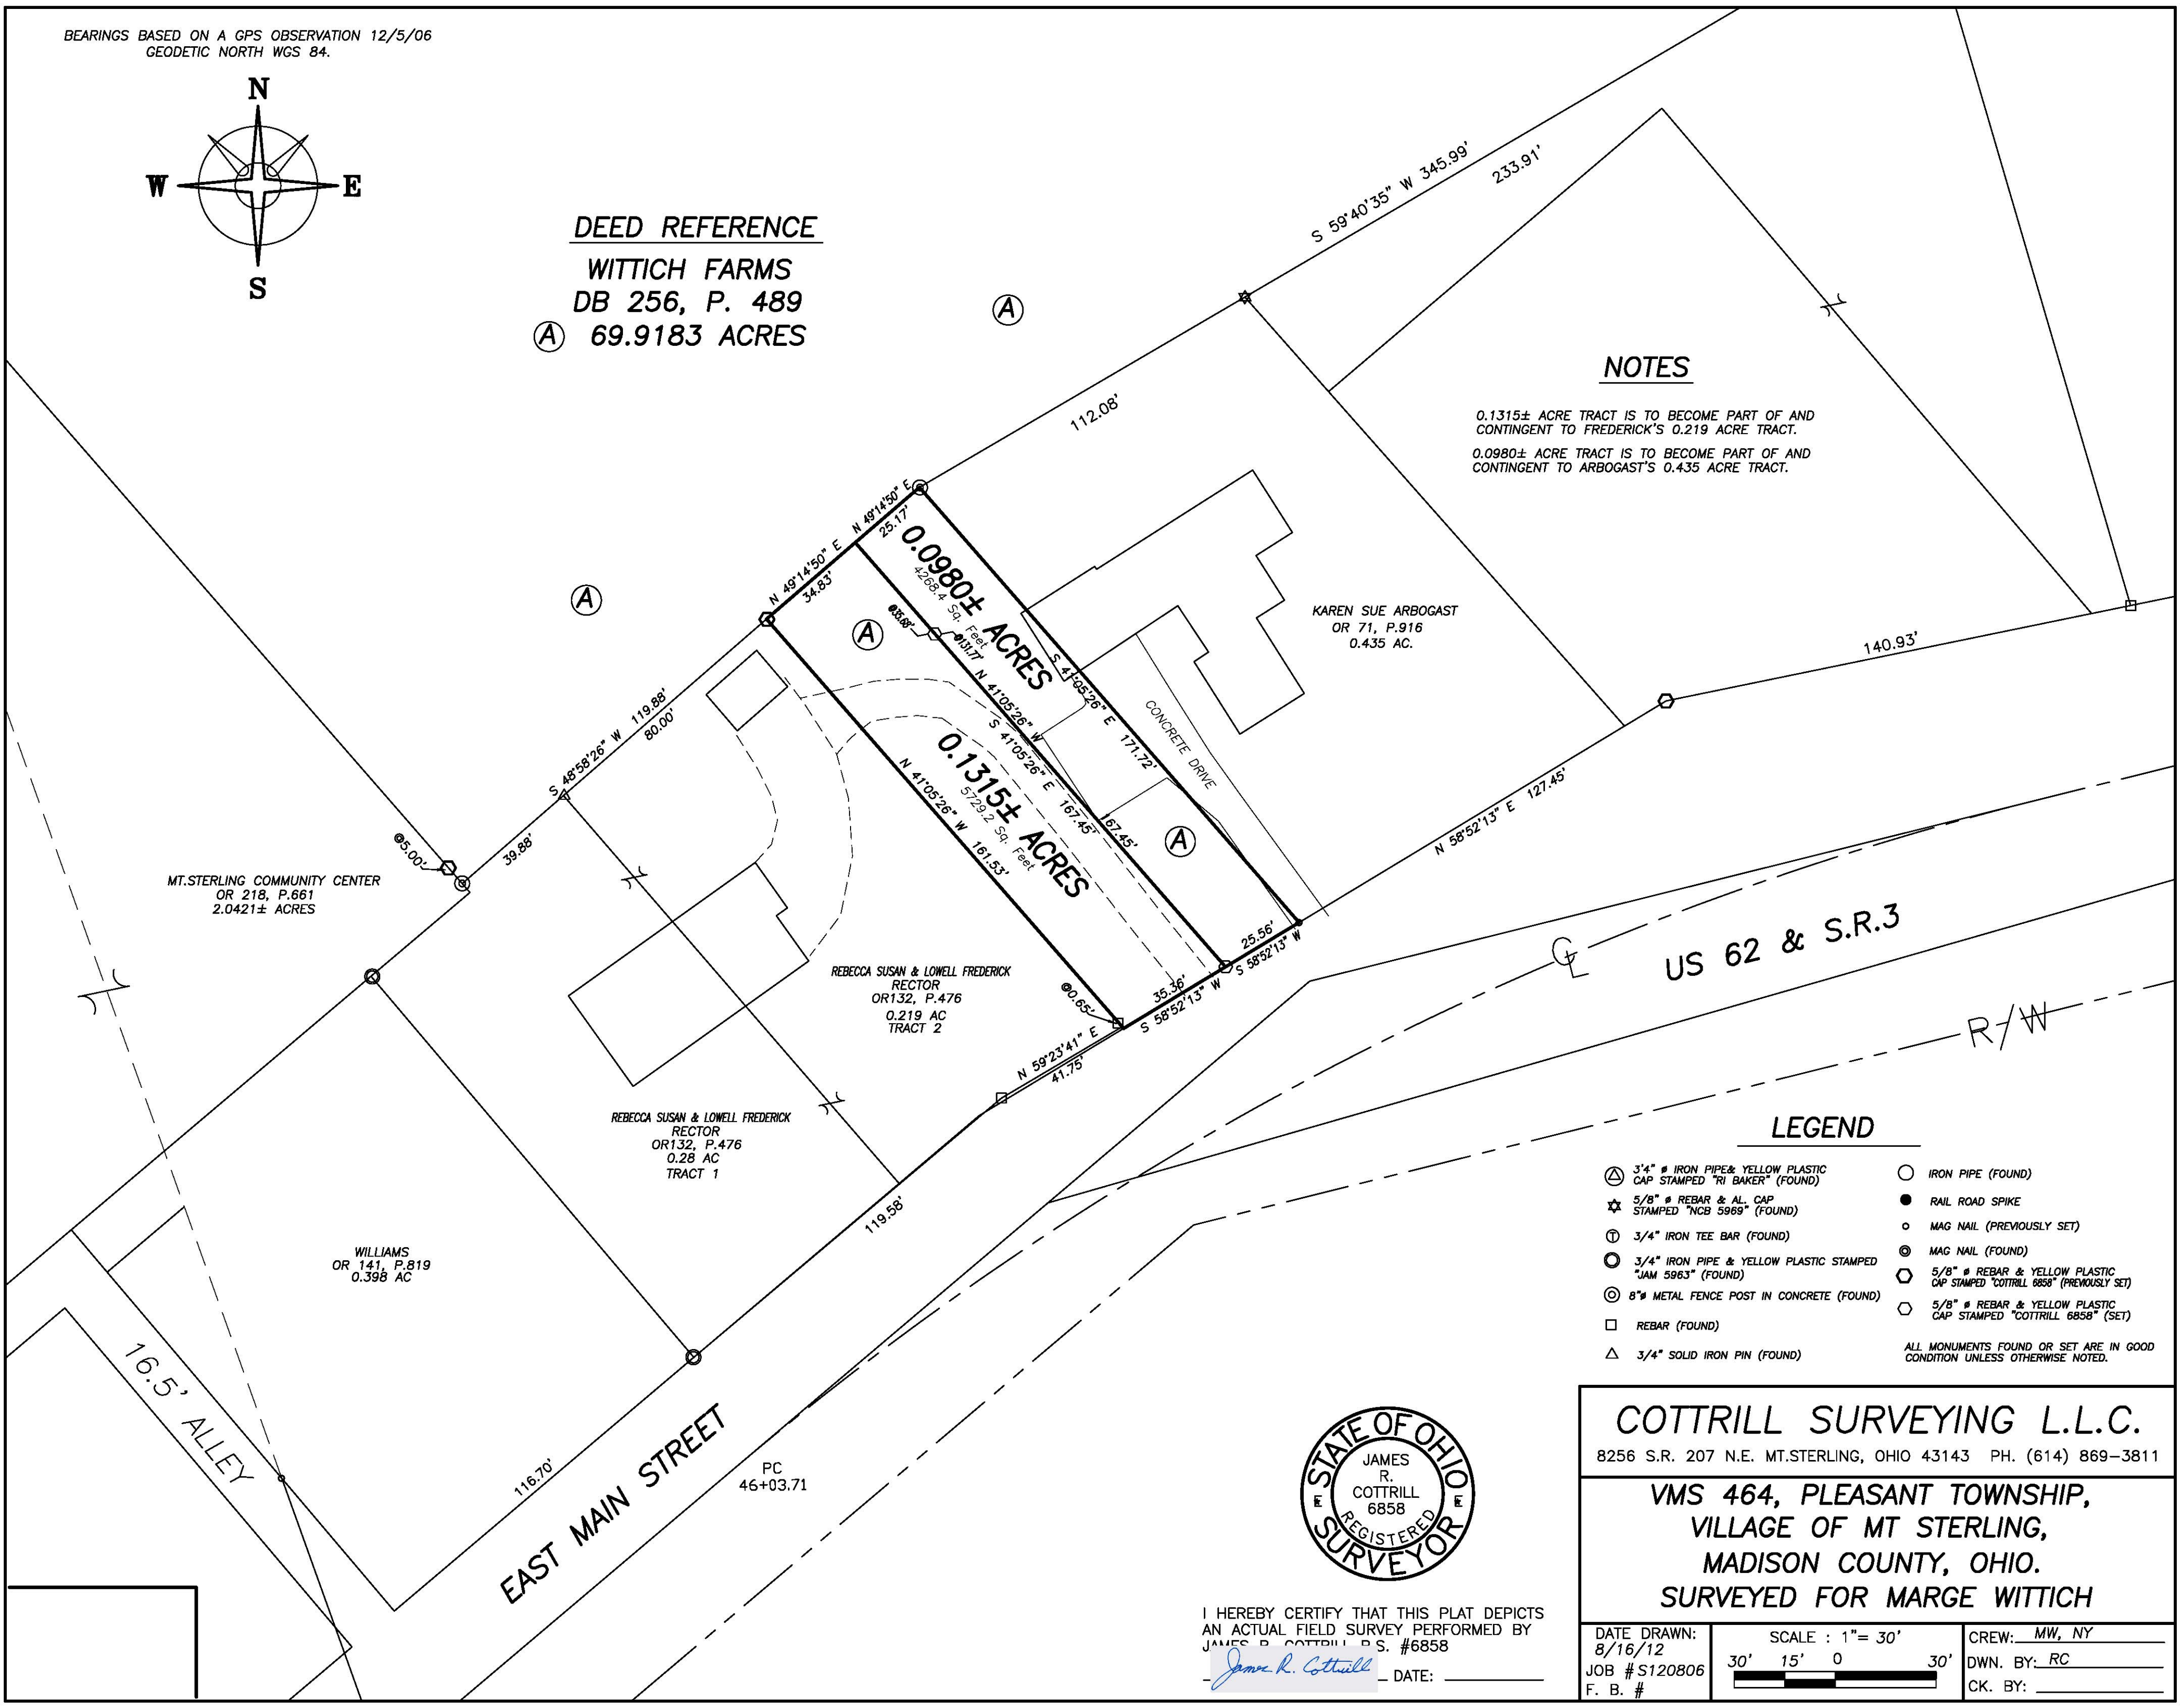 BEARINGS BASED ON A GPS OBSERVATION 12/5/06
GEODETIC NORTH WGS 84.
N
W E
S
DEED REFERENCE
WITTICH FARMS
DB 256, P. 489
A 69.9183 ACRES
A
S 59°40'35" W 345.99'
233.91'
NOTES
0.1315± ACRE TRACT IS TO BECOME PART OF AND
CONTINGENT TO FREDERICK'S 0.219 ACRE TRACT.
0.0980± ACRE TRACT IS TO BECOME PART OF AND
CONTINGENT TO ARBOGAST'S 0.435 ACRE TRACT.
112.08'
N 49°14'50" E
25.17'
N 49°14'50" E
34.83'
0.0980± ACRES
4268.4 Sq. Feet
A
A
@35.68'
@131.77'
KAREN SUE ARBOGAST
OR 71, P.916
0.435 AC.
140.93'
S 41°05'26" E 171.72'
CONCRETE DRIVE
N 41°05'26" W 167.45'
S 41°05'26" E 167.45'
S 48°58'26" W 119.88'
80.00'
0.1315± ACRES
5729.2 Sq. Feet
N 41°05'26" W 161.53'
N 58°52'13" E 127.45'
A
@5.00'
39.88'
MT.STERLING COMMUNITY CENTER
OR 218, P.661
2.0421± ACRES
25.56'
S 58°52'13" W
35.36'
S 58°52'13" W
@0.65'
REBECCA SUSAN & LOWELL FREDERICK
RECTOR
OR132, P.476
0.219 AC
TRACT 2
N 59°23'41" E
41.75'
CL
US 62 & S.R.3
R/W
REBECCA SUSAN & LOWELL FREDERICK
RECTOR
OR132, P.476
0.28 AC
TRACT 1
119.58'
WILLIAMS
OR 141, P.819
0.398 AC
16.5' ALLEY
116.70'
EAST MAIN STREET
PC
46+03.71
LEGEND
3'4" ø IRON PIPE& YELLOW PLASTIC
CAP STAMPED "RI BAKER" (FOUND)
5/8" ø REBAR & AL. CAP
STAMPED "NCB 5969" (FOUND)
T 3/4" IRON TEE BAR (FOUND)
3/4" IRON PIPE & YELLOW PLASTIC STAMPED
"JAM 5963" (FOUND)
8"ø METAL FENCE POST IN CONCRETE (FOUND)
REBAR (FOUND)
3/4" SOLID IRON PIN (FOUND)
IRON PIPE (FOUND)
RAIL ROAD SPIKE
MAG NAIL (PREVIOUSLY SET)
MAG NAIL (FOUND)
5/8" ø REBAR & YELLOW PLASTIC
CAP STAMPED "COTTRILL 6858" (PREVIOUSLY SET)
5/8" ø REBAR & YELLOW PLASTIC
CAP STAMPED "COTTRILL 6858" (SET)
ALL MONUMENTS FOUND OR SET ARE IN GOOD
CONDITION UNLESS OTHERWISE NOTED.
STATE OF OHIO
JAMES
R.
COTTRILL
6858
REGISTERED
SURVEYOR
I HEREBY CERTIFY THAT THIS PLAT DEPICTS
AN ACTUAL FIELD SURVEY PERFORMED BY
JAMES R. COTTRILL P.S. #6858
James R. Cottrill DATE:
COTTRILL SURVEYING L.L.C.
8256 S.R. 207 N.E. MT.STERLING, OHIO 43143 PH. (614) 869-3811
VMS 464, PLEASANT TOWNSHIP,
VILLAGE OF MT STERLING,
MADISON COUNTY, OHIO.
SURVEYED FOR MARGE WITTICH
DATE DRAWN:
8/16/12
JOB #S120806
F. B. #
SCALE : 1"= 30'
30' 15' 0 30'
CREW: MW, NY
DWN. BY: RC
CK. BY: